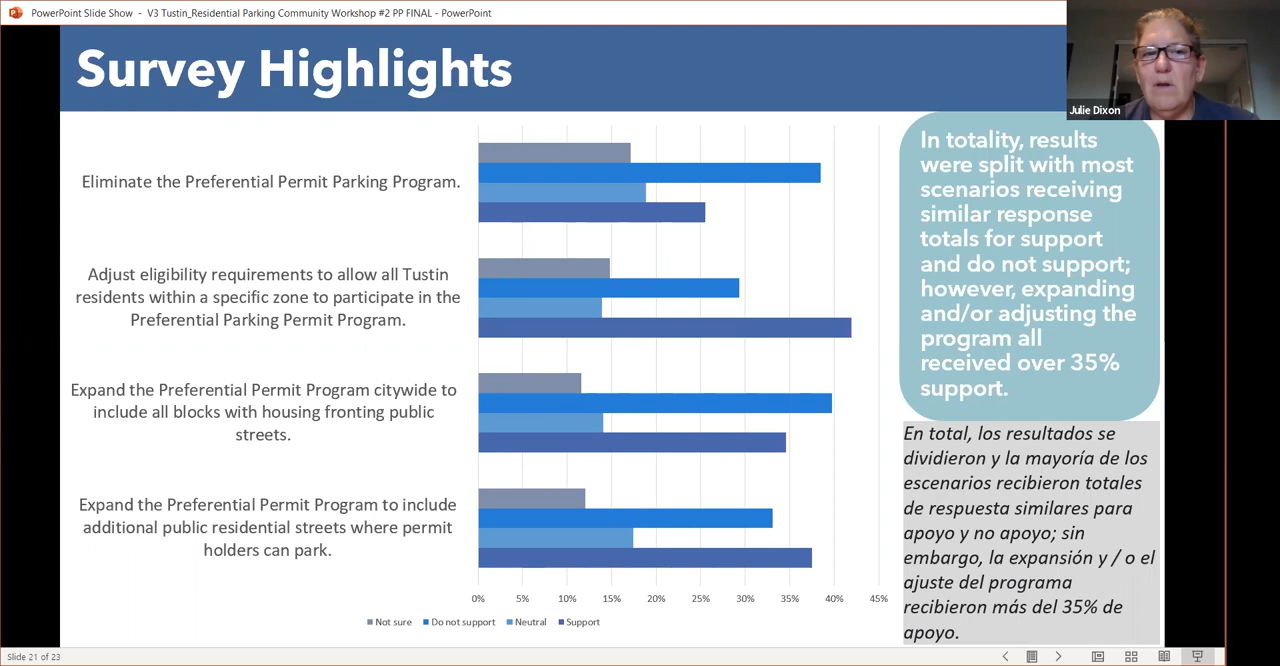 PowerPoint Slide Show - V3 Tustin_Residential Parking Community Workshop #2 PP FINAL - PowerPoint
Survey Highlights
Julie Dixon
Eliminate the Preferential Permit Parking Program.
Adjust eligibility requirements to allow all Tustin
residents within a specific zone to participate in the
Preferential Parking Permit Program.
Expand the Preferential Permit Program citywide to
include all blocks with housing fronting public
streets.
Expand the Preferential Permit Program to include
additional public residential streets where permit
holders can park.
0% 5% 10% 15% 20% 25% 30% 35% 40% 45%
Not sure Do not support Neutral Support
In totality, results
were split with most
scenarios receiving
similar response
totals for support
and do not support;
however, expanding
and/or adjusting the
program all
received over 35%
support.
En total, los resultados se
dividieron y la mayoría de los
escenarios recibieron totales
de respuesta similares para
apoyo y no apoyo; sin
embargo, la expansión y / o el
ajuste del programa
recibieron más del 35% de
apoyo.
Slide 21 of 23